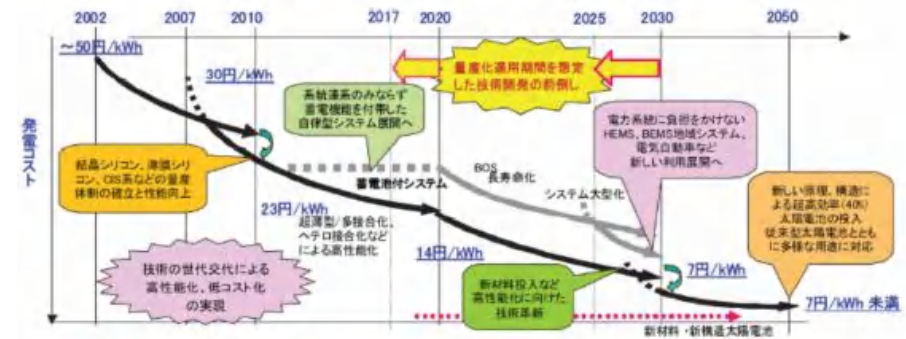 2002 2007 2010 2017 2020 2025 2030 2050
~50円/kWh
30円/kWh
発電コスト
系統連系のみならず
蓄電機能を付帯した
自律型システム展開へ
量産化適用期間を想定
した技術開発の前倒し
電力系統に負担をかけない
HEMS、BEMS地域システム、
電気自動車など
新しい利用展開へ
結晶シリコン、薄膜シリ
コン、CIS系などの量産
体制の確立と性能向上
蓄電池付システム
BOS
長寿命化
システム大型化
新しい原理、構造に
よる超高効率(40%)
太陽電池の投入
従来型太陽電池ととも
に多様な用途に対応
23円/kWh
超薄型/多接合化、
ヘテロ接合化など
による高性能化
14円/kWh
7円/kWh
技術の世代交代による
高性能化、低コスト化
の実現
新材料投入など
高性能化に向けた
技術革新
7円/kWh 未満
新材料・新構造太陽電池